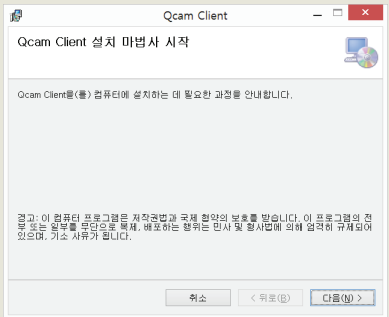 Qcam Client
Qcam Client 설치 마법사 시작
Qcam Client을(를) 컴퓨터에 설치하는 데 필요한 과정을 안내합니다.
경고: 이 컴퓨터 프로그램은 저작권법과 국제 협약의 보호를 받습니다. 이 프로그램의 전
부 또는 일부를 무단으로 복제, 배포하는 행위는 민사 및 형사법에 의해 엄격히 규제되어
있으며, 기소 사유가 됩니다.
취소 < 뒤로(B) 다음(N) >